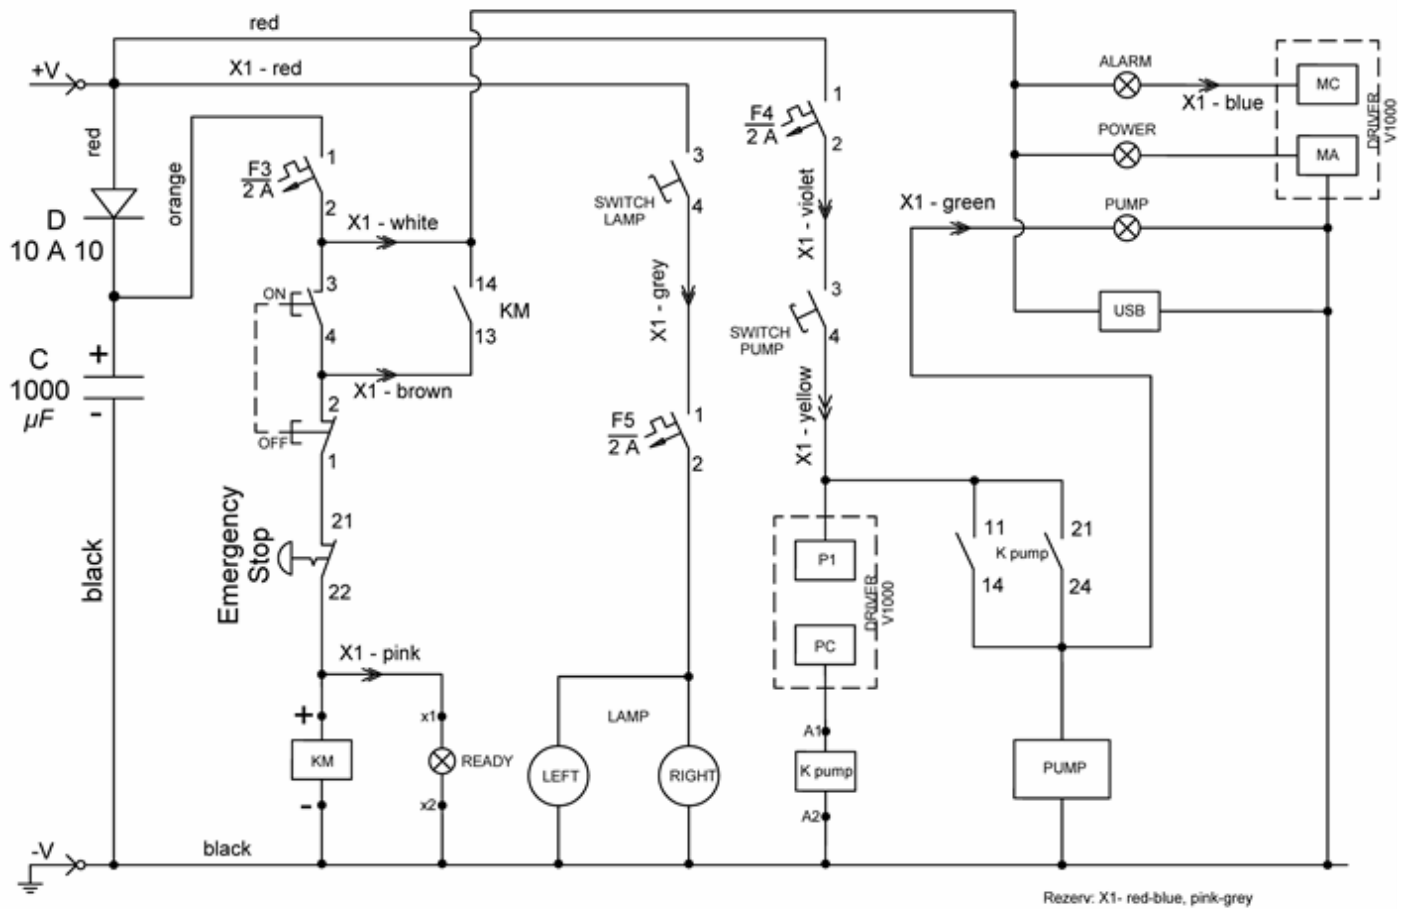 red
+V
X1 - red
red
D
10 A 10
orange
F3
2 A
1
2
X1 - white
ON
3
4
14
KM
13
X1 - brown
C
1000
µF
+
-
2
OFF
1
black
Emergency
Stop
21
22
X1 - pink
+
KM
-
x1
READY
x2
-V
black
3
SWITCH
LAMP
4
X1 - grey
F5
2 A
1
2
LAMP
LEFT
RIGHT
F4
2 A
1
2
X1 - violet
3
SWITCH
PUMP
4
X1 - yellow
P1
PC
DRIVER
V1000
A1
K pump
A2
11
14
K pump
21
24
PUMP
ALARM
X1 - blue
MC
POWER
MA
DRIVER
V1000
X1 - green
PUMP
USB
Rezerv: X1- red-blue, pink-grey